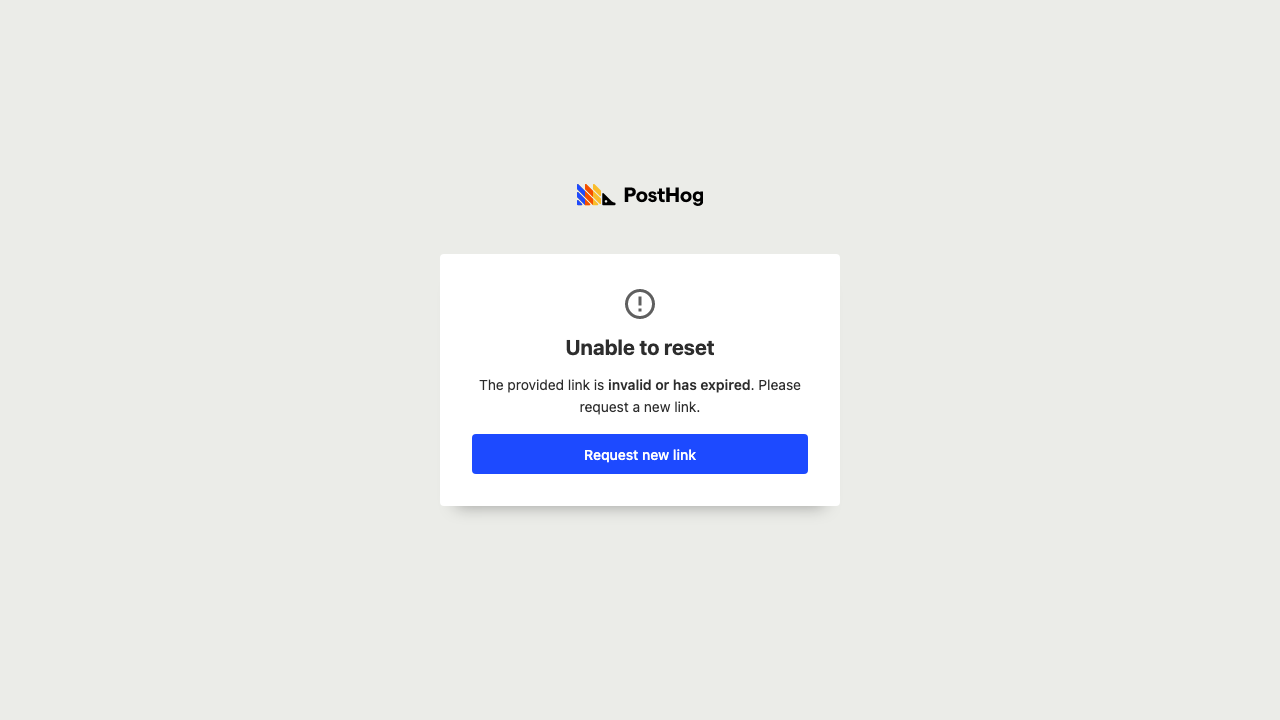 PostHog
Unable to reset
The provided link is invalid or has expired. Please
request a new link.
Request new link